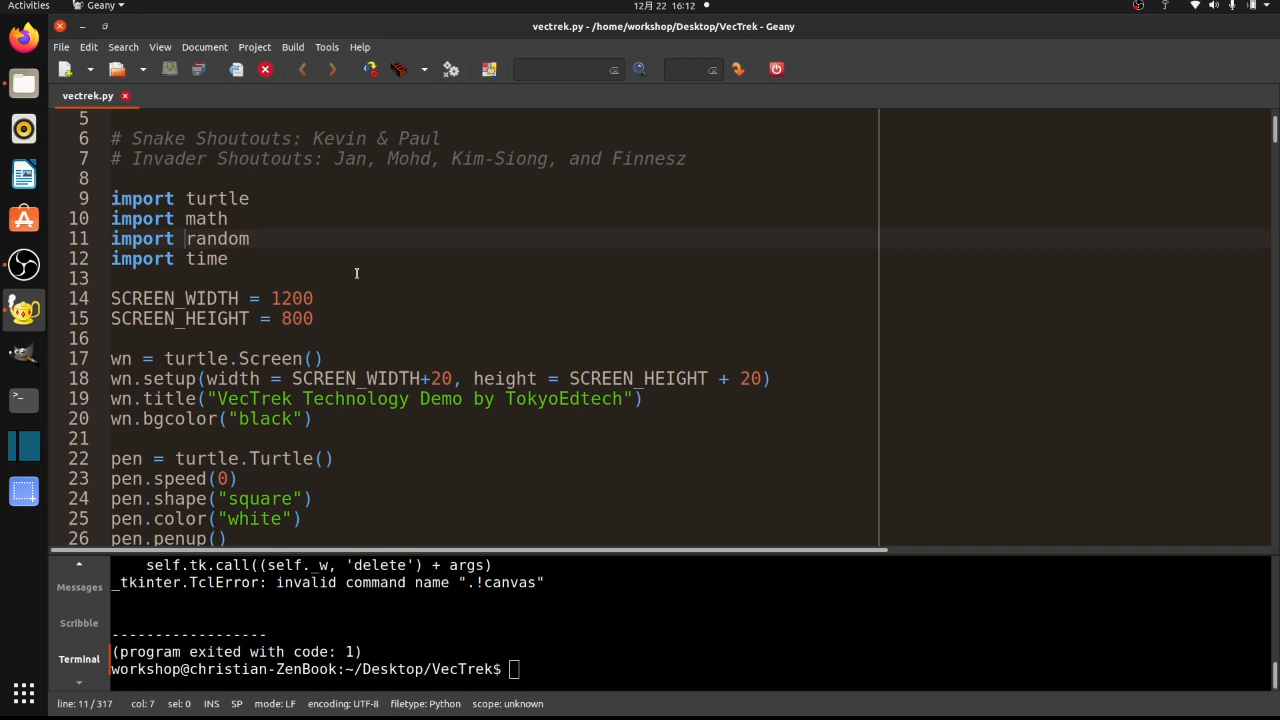 Activities
Geany
12月 22 16:12
vectrek.py - /home/workshop/Desktop/VecTrek - Geany
File Edit Search View Document Project Build Tools Help
vectrek.py
5
6 # Snake Shoutouts: Kevin & Paul
7 # Invader Shoutouts: Jan, Mohd, Kim-Siong, and Finnesz
8
9 import turtle
10 import math
11 import random
12 import time
13
14 SCREEN_WIDTH = 1200
15 SCREEN_HEIGHT = 800
16
17 wn = turtle.Screen()
18 wn.setup(width = SCREEN_WIDTH+20, height = SCREEN_HEIGHT + 20)
19 wn.title("VecTrek Technology Demo by TokyoEdtech")
20 wn.bgcolor("black")
21
22 pen = turtle.Turtle()
23 pen.speed(0)
24 pen.shape("square")
25 pen.color("white")
26 pen.penup()
Messages
Scribble
Terminal
self.tk.call((self._w, 'delete') + args)
_tkinter.TclError: invalid command name ".!canvas"
------------------
(program exited with code: 1)
workshop@christian-ZenBook:~/Desktop/VecTrek$
line: 11 / 317 col: 7 sel: 0 INS SP mode: LF encoding: UTF-8 filetype: Python scope: unknown